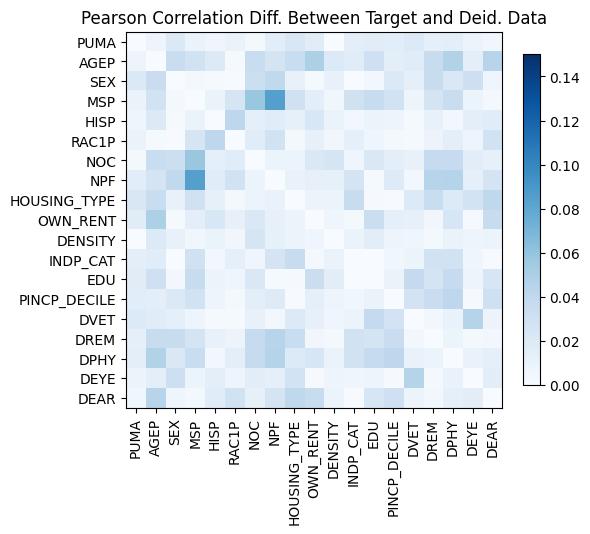 Pearson Correlation Diff. Between Target and Deid. Data
PUMA
AGEP
SEX
MSP
HISP
RAC1P
NOC
NPF
HOUSING_TYPE
OWN_RENT
DENSITY
INDP_CAT
EDU
PINCP_DECILE
DVET
DREM
DPHY
DEYE
DEAR
PUMA
AGEP
SEX
MSP
HISP
RAC1P
NOC
NPF
HOUSING_TYPE
OWN_RENT
DENSITY
INDP_CAT
EDU
PINCP_DECILE
DVET
DREM
DPHY
DEYE
DEAR
0.14
0.12
0.10
0.08
0.06
0.04
0.02
0.00